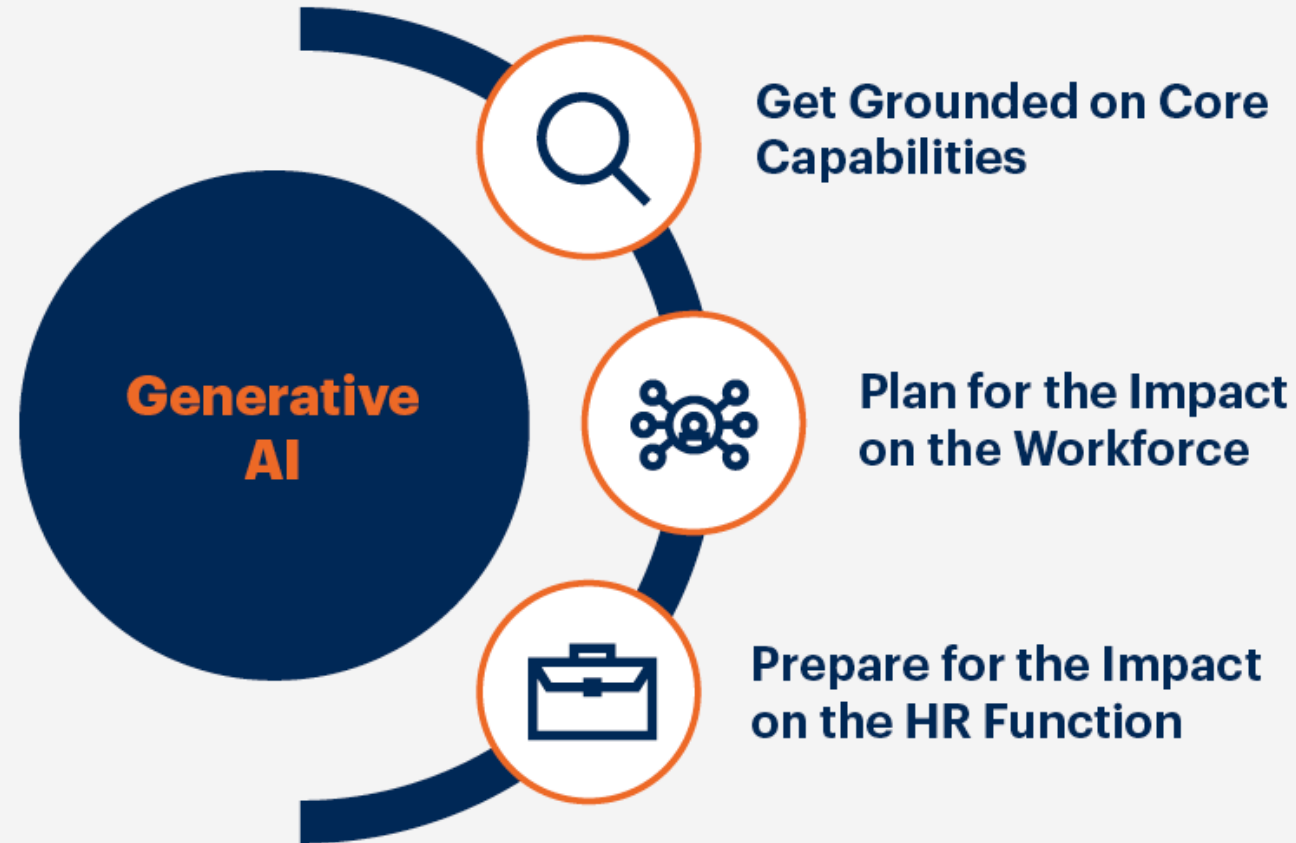 Get Grounded on Core
Capabilities
Generative
AI
Plan for the Impact
on the Workforce
Prepare for the Impact
on the HR Function